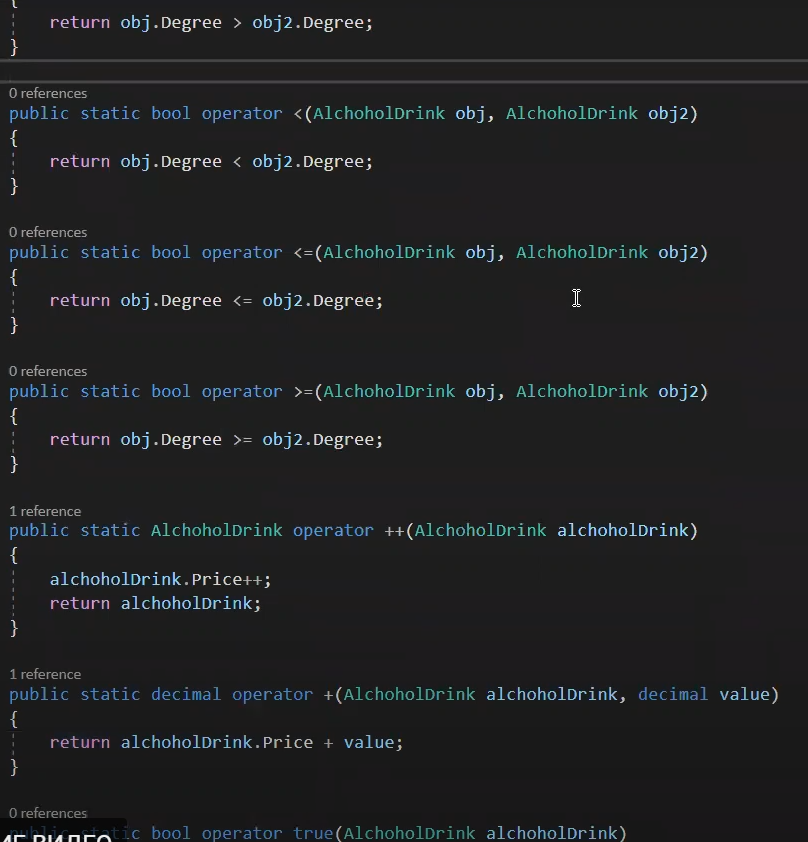 {
return obj.Degree > obj2.Degree;
}
0 references
public static bool operator <(AlchoholDrink obj, AlchoholDrink obj2)
{
return obj.Degree < obj2.Degree;
}
0 references
public static bool operator <=(AlchoholDrink obj, AlchoholDrink obj2)
{
return obj.Degree <= obj2.Degree;
}
0 references
public static bool operator >=(AlchoholDrink obj, AlchoholDrink obj2)
{
return obj.Degree >= obj2.Degree;
}
1 reference
public static AlchoholDrink operator ++(AlchoholDrink alchoholDrink)
{
alchoholDrink.Price++;
return alchoholDrink;
}
1 reference
public static decimal operator +(AlchoholDrink alchoholDrink, decimal value)
{
return alchoholDrink.Price + value;
}
0 references
public static bool operator true(AlchoholDrink alchoholDrink)
ВИДЕО